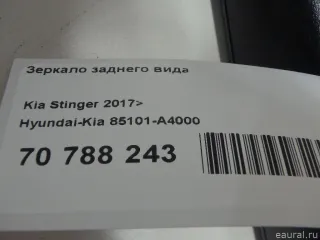 Зеркало заднего вида
Kia Stinger 2017>
Hyundai-Kia 85101-A4000
70 788 243
eaural.ru